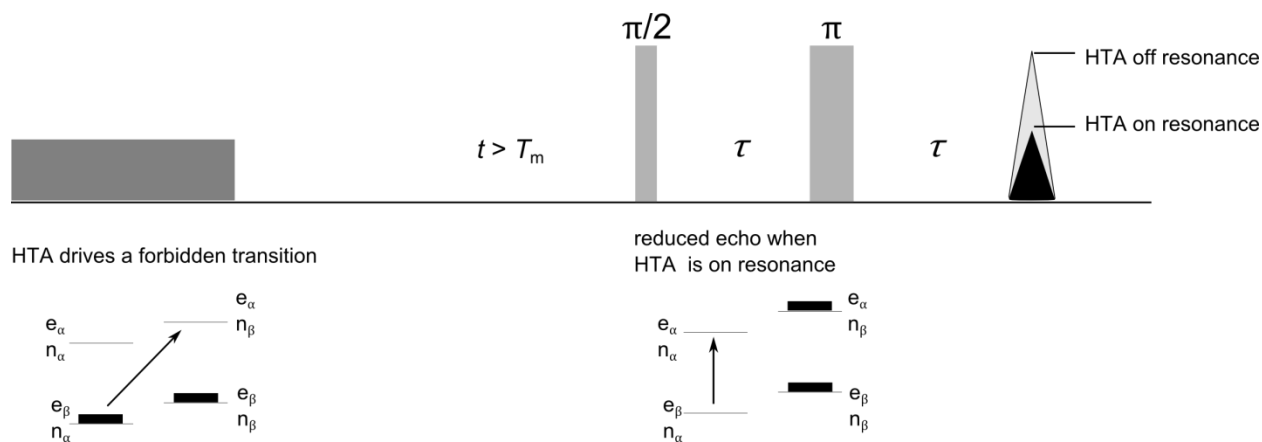 π/2
π
HTA off resonance
HTA on resonance
t > Tm
τ
τ
HTA drives a forbidden transition
reduced echo when
HTA is on resonance
eα
nβ
eα
nα
eβ
nα
eβ
nβ
eα
nβ
eα
nα
eβ
nα
eβ
nβ